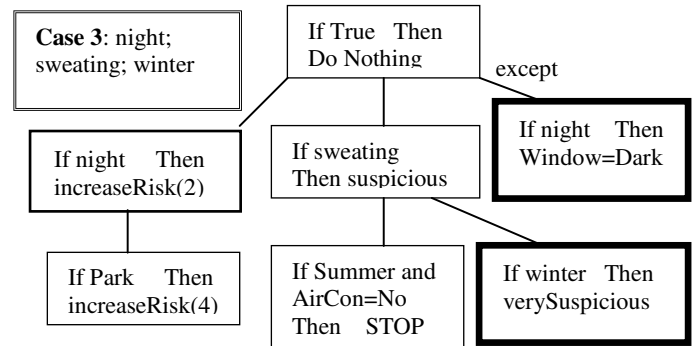 Case 3: night;
sweating; winter
If True Then
Do Nothing
except
If night Then
increaseRisk(2)
If sweating
Then suspicious
If night Then
Window=Dark
If Park Then
increaseRisk(4)
If Summer and
AirCon=No
Then STOP
If winter Then
verySuspicious